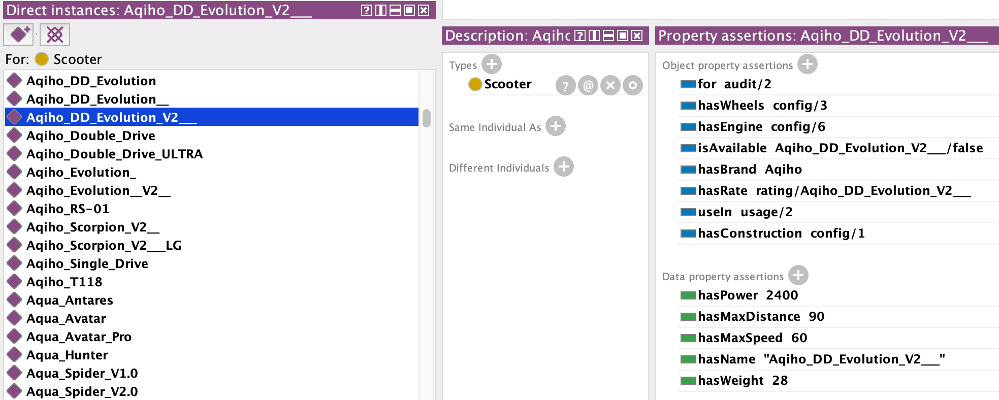 Direct instances: Aqiho_DD_Evolution_V2___
For: Scooter
Aqiho_DD_Evolution
Aqiho_DD_Evolution__
Aqiho_DD_Evolution_V2___
Aqiho_Double_Drive
Aqiho_Double_Drive_ULTRA
Aqiho_Evolution_
Aqiho_Evolution__V2__
Aqiho_RS-01
Aqiho_Scorpion_V2__
Aqiho_Scorpion_V2___LG
Aqiho_Single_Drive
Aqiho_T118
Aqua_Antares
Aqua_Avatar
Aqua_Avatar_Pro
Aqua_Hunter
Aqua_Spider_V1.0
Aqua_Spider_V2.0
Description: Aqiho
Types
Scooter
Same Individual As
Different Individuals
Property assertions: Aqiho_DD_Evolution_V2___
Object property assertions
for audit/2
hasWheels config/3
hasEngine config/6
isAvailable Aqiho_DD_Evolution_V2___/false
hasBrand Aqiho
hasRate rating/Aqiho_DD_Evolution_V2___
useIn usage/2
hasConstruction config/1
Data property assertions
hasPower 2400
hasMaxDistance 90
hasMaxSpeed 60
hasName "Aqiho_DD_Evolution_V2___"
hasWeight 28